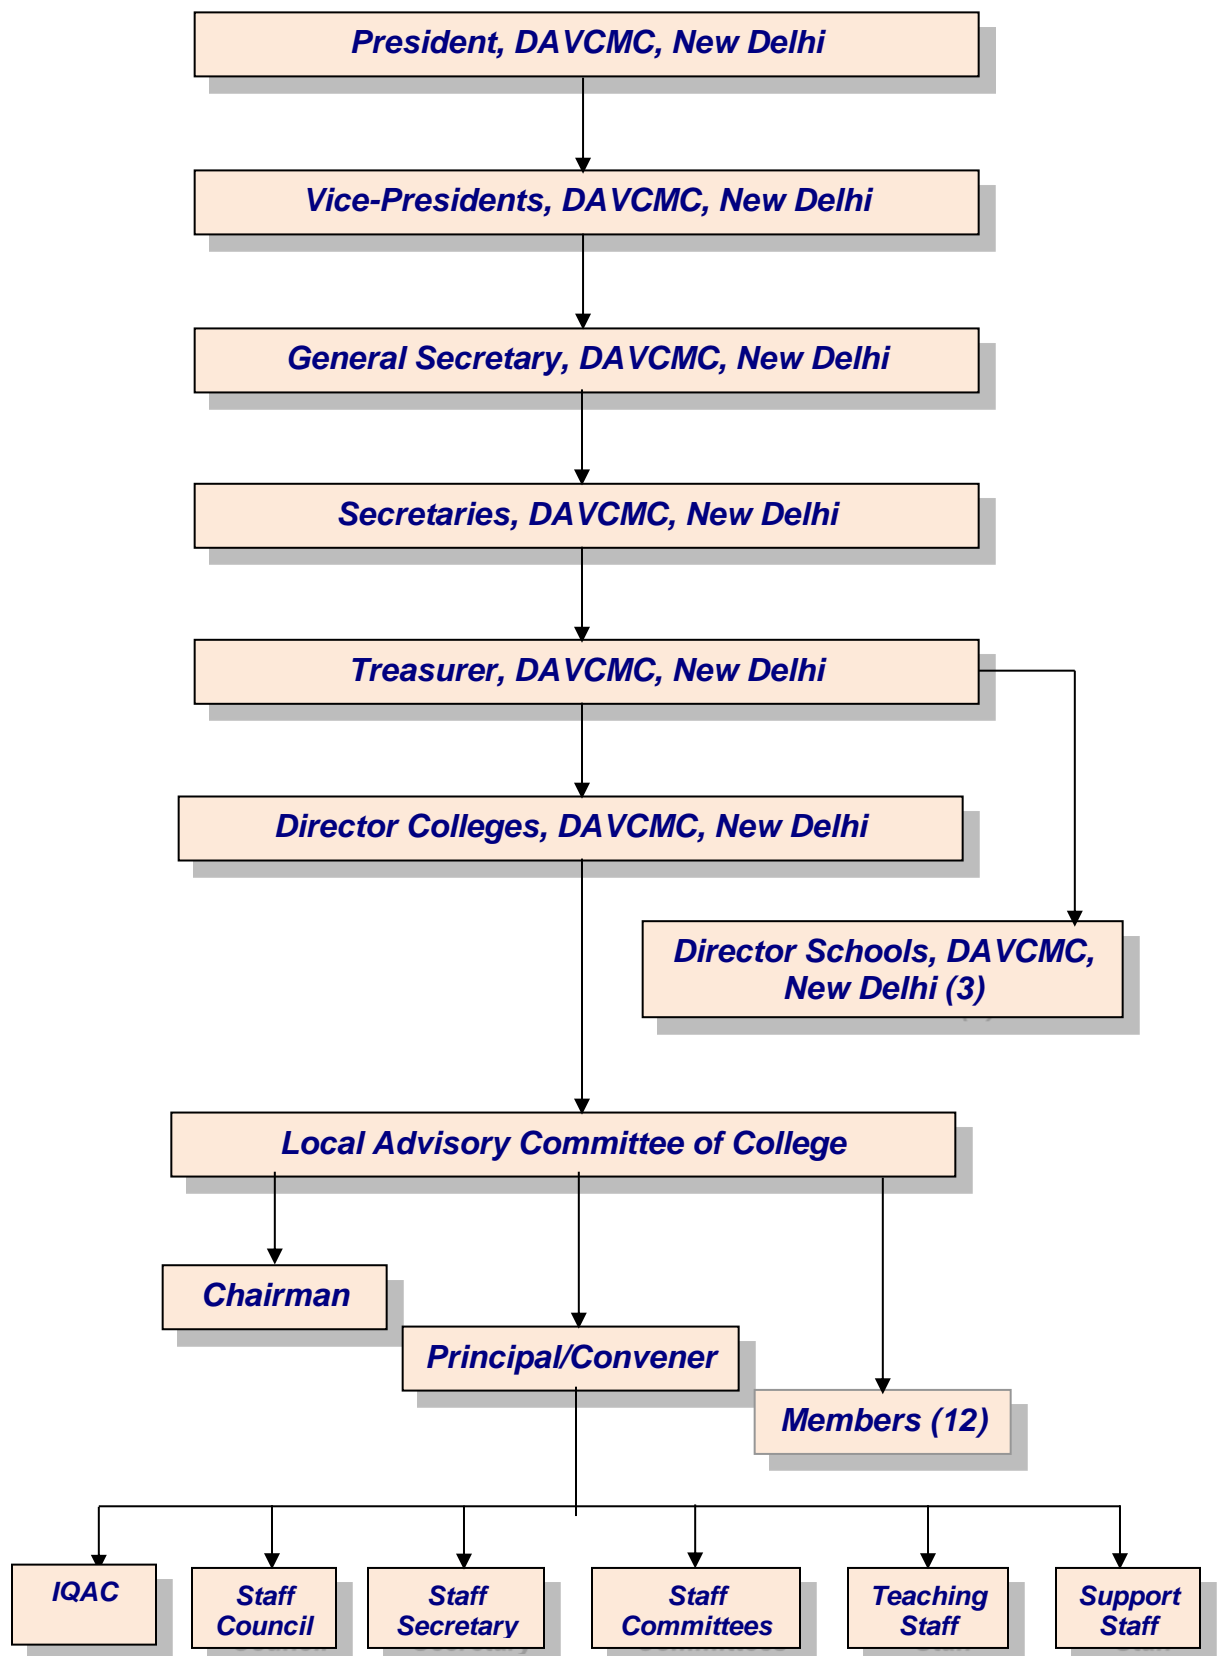 President, DAVCMC, New Delhi
Vice-Presidents, DAVCMC, New Delhi
General Secretary, DAVCMC, New Delhi
Secretaries, DAVCMC, New Delhi
Treasurer, DAVCMC, New Delhi
Director Colleges, DAVCMC, New Delhi
Director Schools, DAVCMC,
New Delhi (3)
Local Advisory Committee of College
Chairman
Principal/Convener
Members (12)
IQAC
Staff
Council
Staff
Secretary
Staff
Committees
Teaching
Staff
Support
Staff